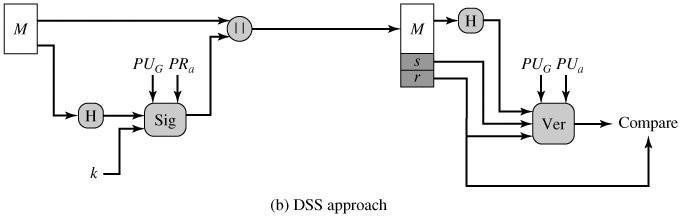 M
||
M
H
s
r
PU_G PR_a
PU_G PU_a
H
Sig
Ver
Compare
k
(b) DSS approach